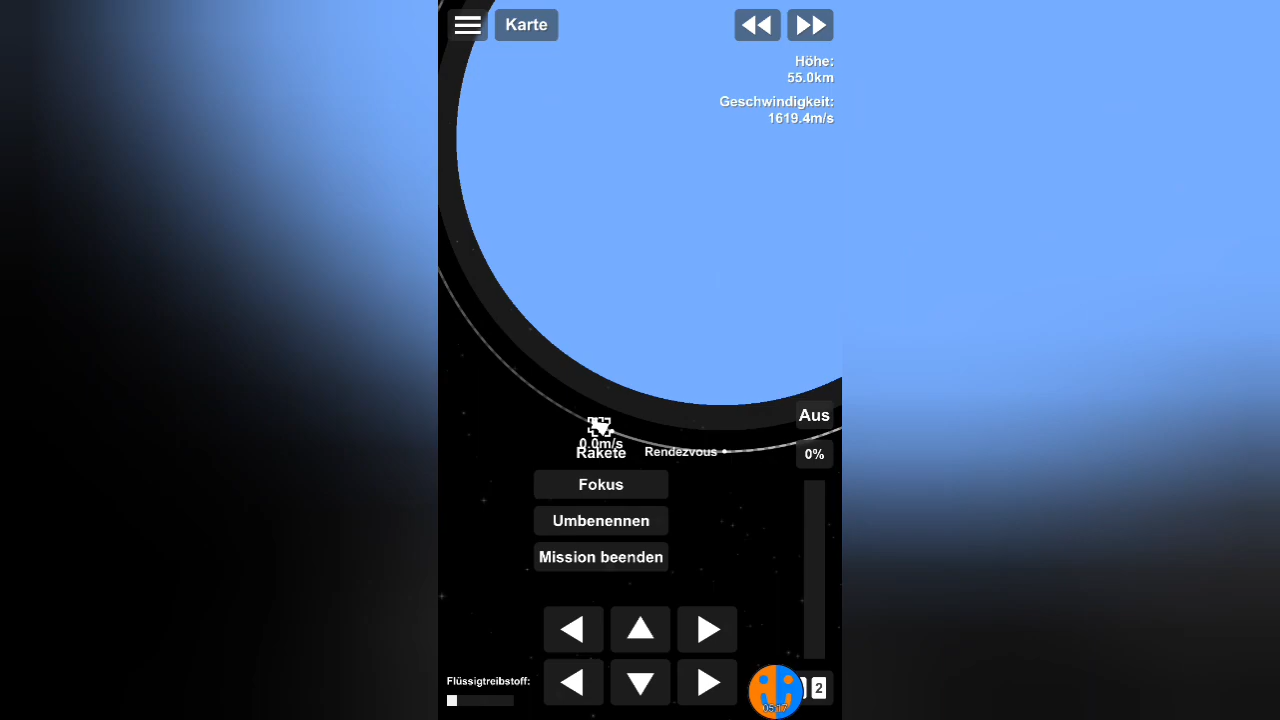 Karte
Höhe:
55.0km
Geschwindigkeit:
1619.4m/s
Aus
0.0m/s
Rakete
Rendezvous
0%
Fokus
Umbenennen
Mission beenden
Flüssigtreibstoff:
2